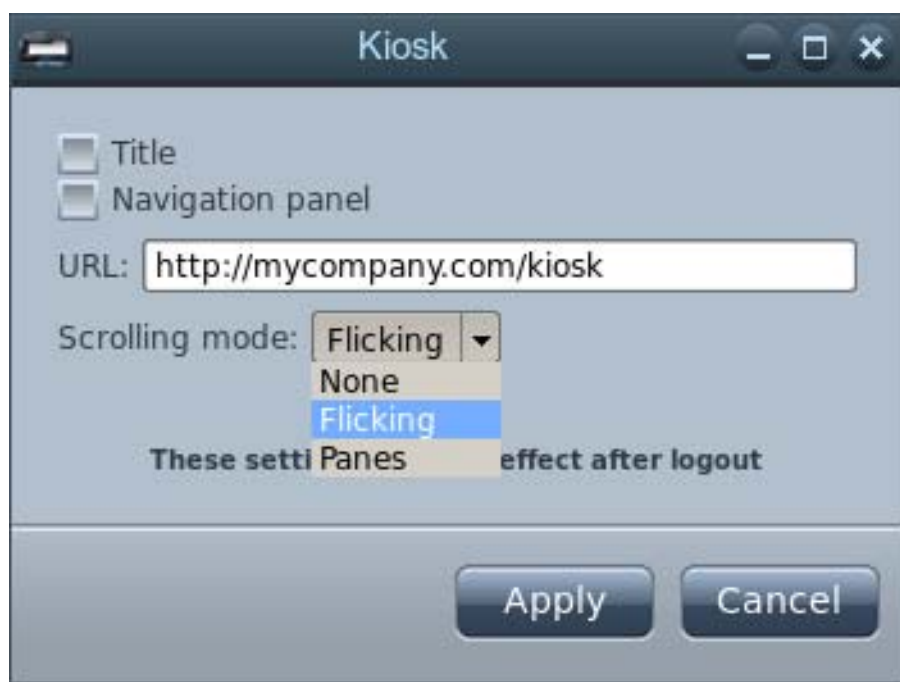 Kiosk
Title
Navigation panel
URL: http://mycompany.com/kiosk
Scrolling mode: Flicking
None
Flicking
Panes
These setti effect after logout
Apply Cancel